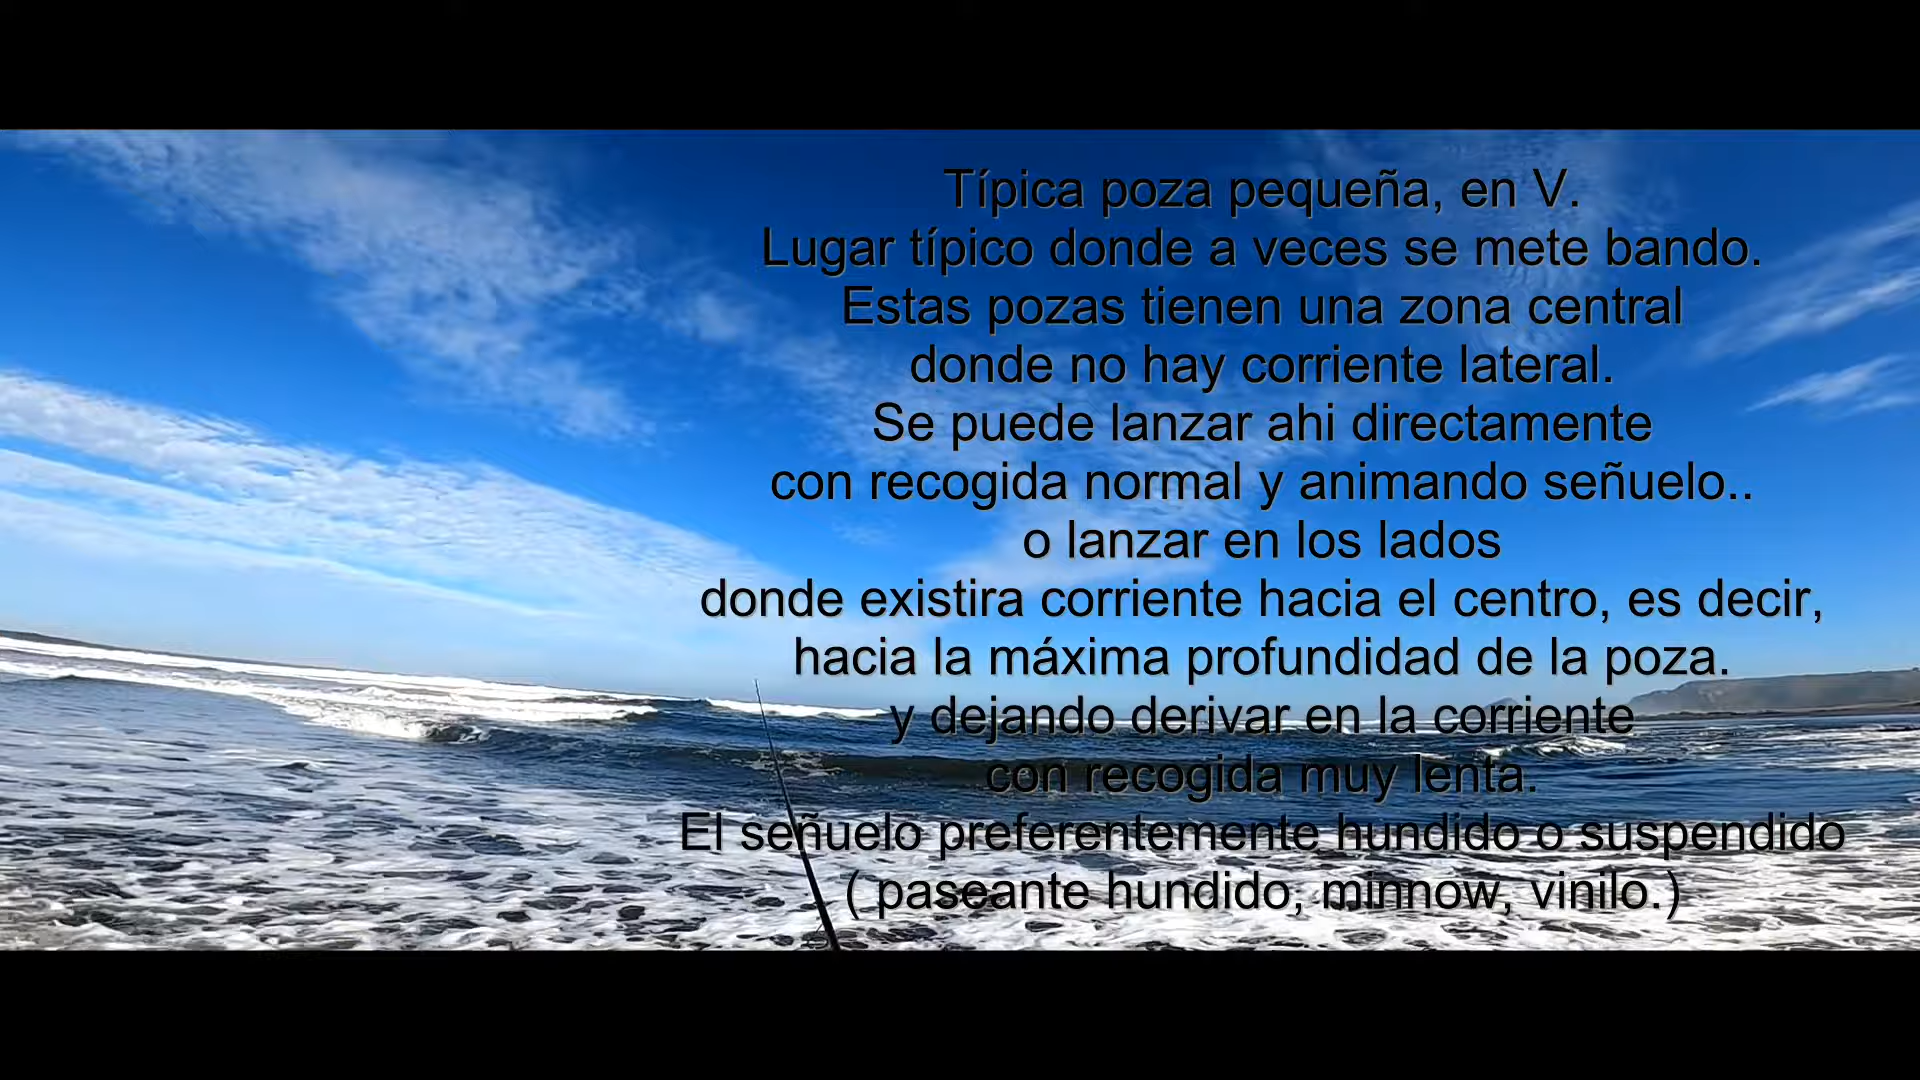 Típica poza pequeña, en V.
Lugar típico donde a veces se mete bando.
Estas pozas tienen una zona central
donde no hay corriente lateral.
Se puede lanzar ahi directamente
con recogida normal y animando señuelo..
o lanzar en los lados
donde existira corriente hacia el centro, es decir,
hacia la máxima profundidad de la poza.
y dejando derivar en la corriente
con recogida muy lenta.
El señuelo preferentemente hundido o suspendido
( paseante hundido, minnow, vinilo.)